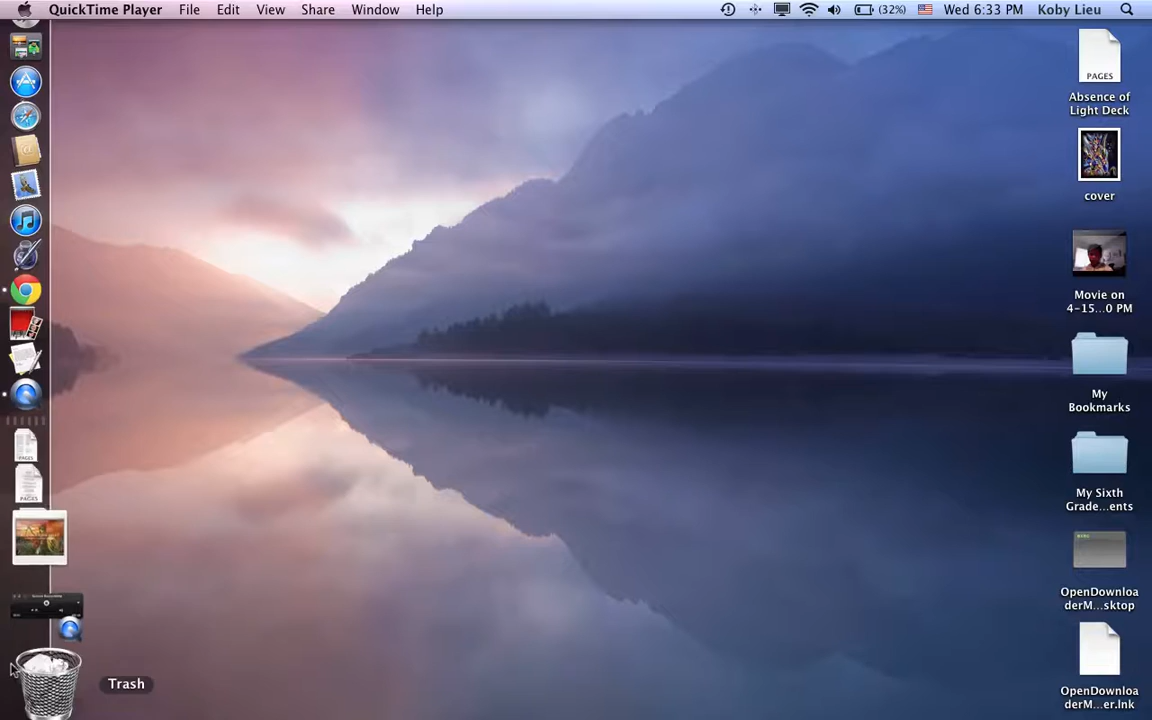 QuickTime Player File Edit View Share Window Help (32%) Wed 6:33 PM Koby Lieu
PAGES
Absence of
Light Deck
cover
Movie on
4-15...0 PM
My
Bookmarks
My Sixth
Grade...ents
OpenDownloa
derM...sktop
OpenDownloa
derM...er.lnk
PAGES
PAGES
Trash